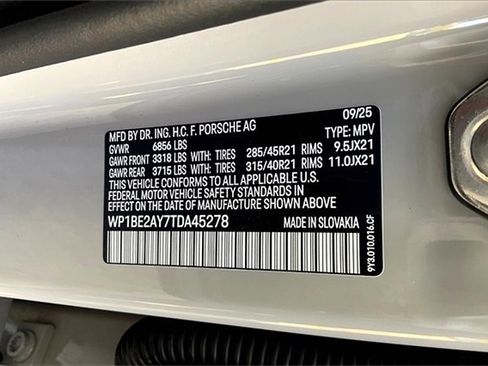 09/25
MFD BY DR. ING. H.C. F. PORSCHE AG
GVWR 6856 LBS TYPE: MPV
GAWR FRONT 3318 LBS WITH: TIRES 285/45R21 RIMS 9.5JX21
GAWR REAR 3715 LBS WITH: TIRES 315/40R21 RIMS 11.0JX21
THIS VEHICLE CONFORMS TO ALL APPLICABLE U.S.
FEDERAL MOTOR VEHICLE SAFETY STANDARDS IN
EFFECT ON THE DATE OF MANUFACTURE SHOWN ABOVE
WP1BE2AY7TDA45278 MADE IN SLOVAKIA
9Y3.010.016.CF